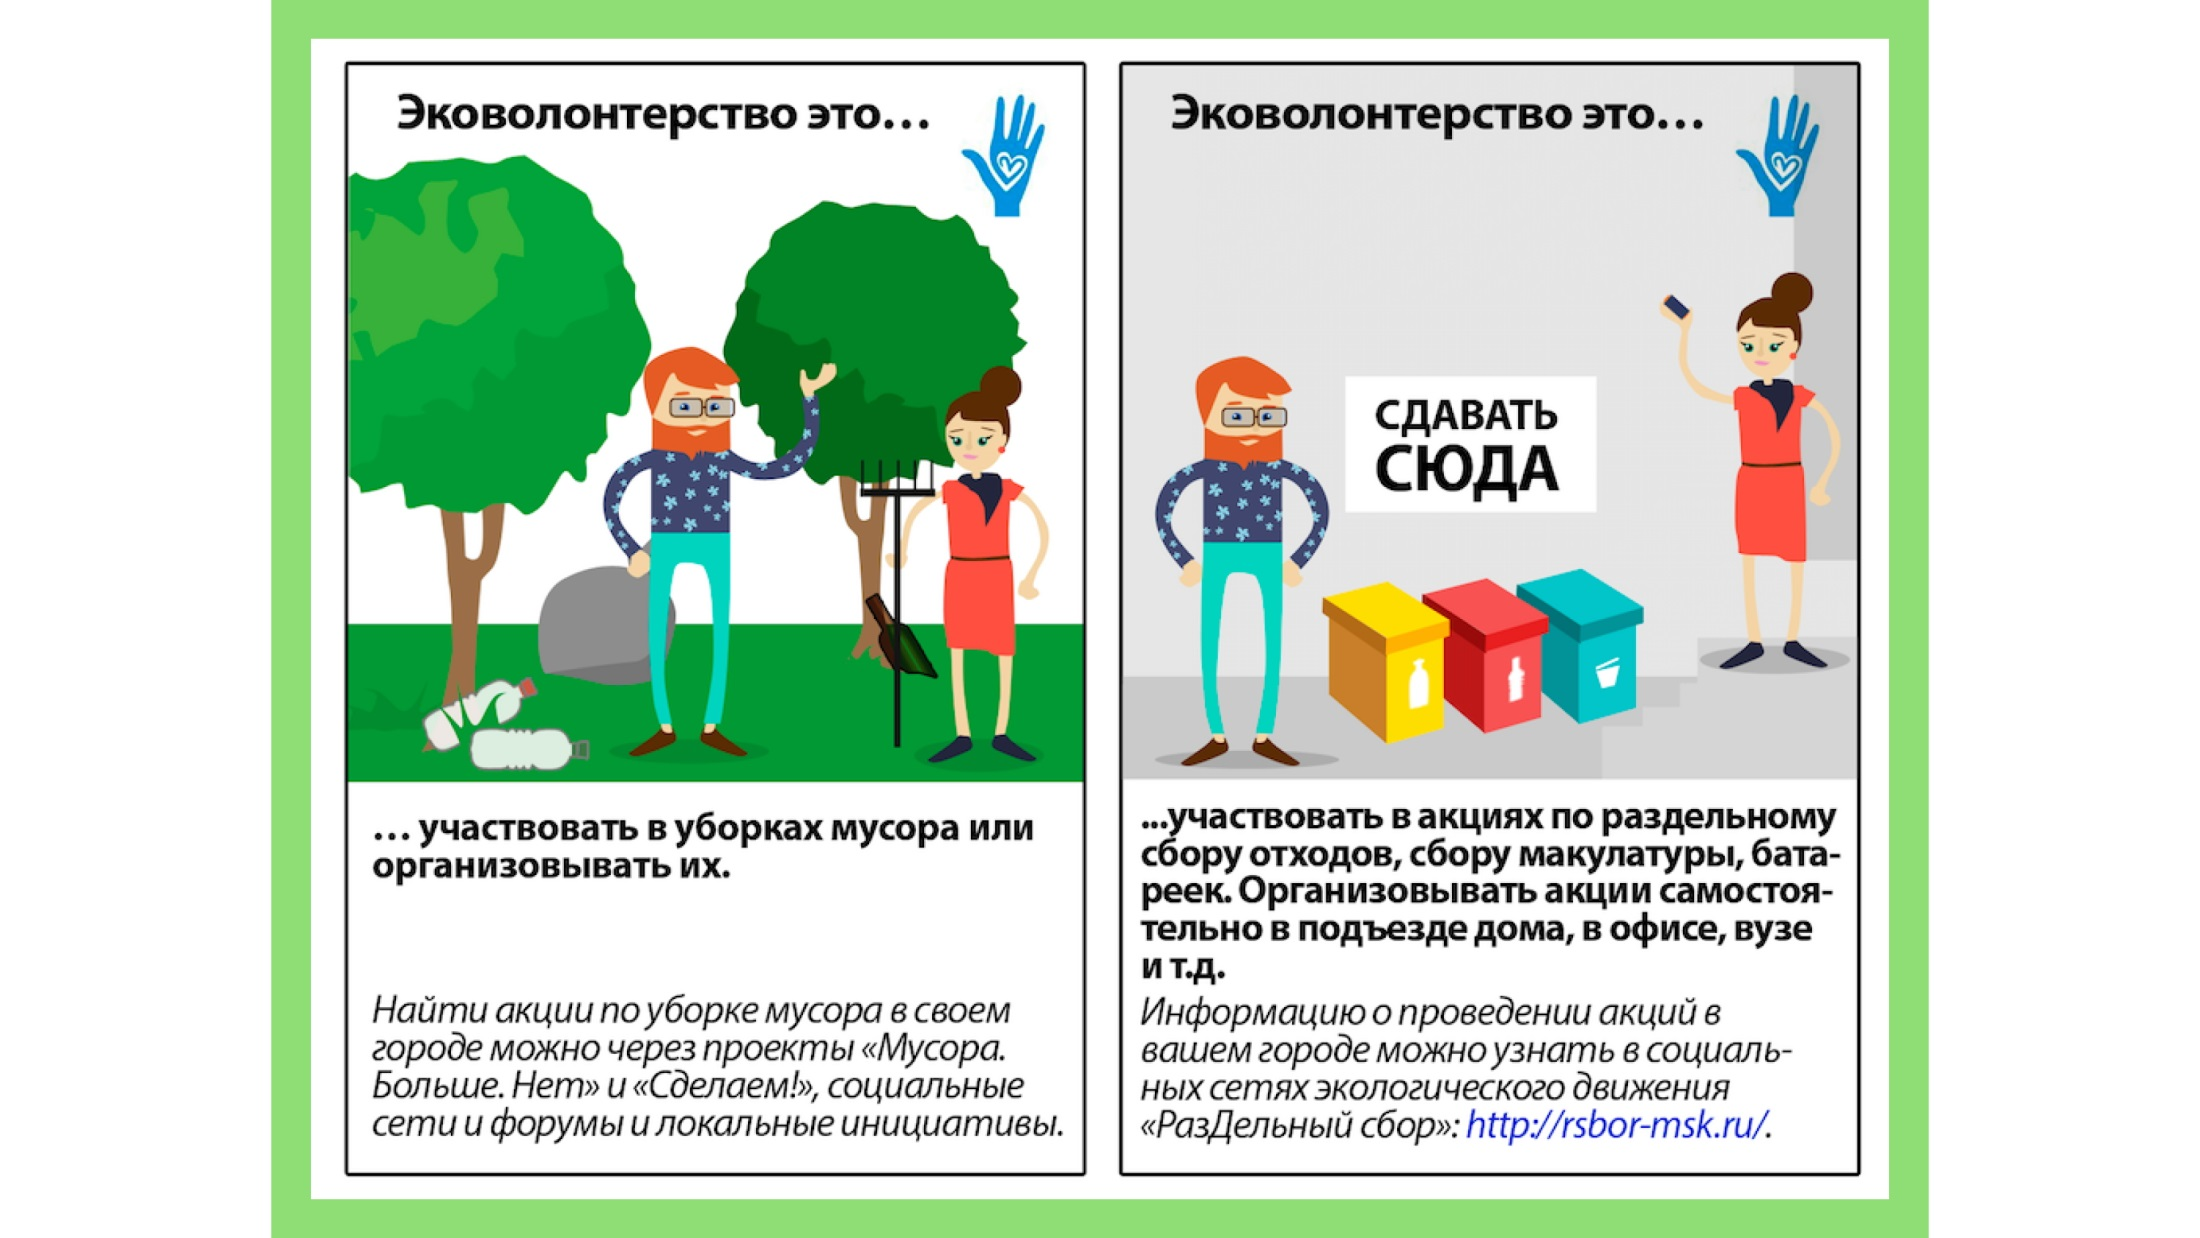 Эковолонтерство это...
... участвовать в уборках мусора или
организовывать их.
Найти акции по уборке мусора в своем
городе можно через проекты «Мусора.
Больше. Нет» и «Сделаем!», социальные
сети и форумы и локальные инициативы.
Эковолонтерство это...
СДАВАТЬ
СЮДА
...участвовать в акциях по раздельному
сбору отходов, сбору макулатуры, бата-
реек. Организовывать акции самостоя-
тельно в подъезде дома, в офисе, вузе
и т.д.
Информацию о проведении акций в
вашем городе можно узнать в социаль-
ных сетях экологического движения
«РазДельный сбор»: http://rsbor-msk.ru/.